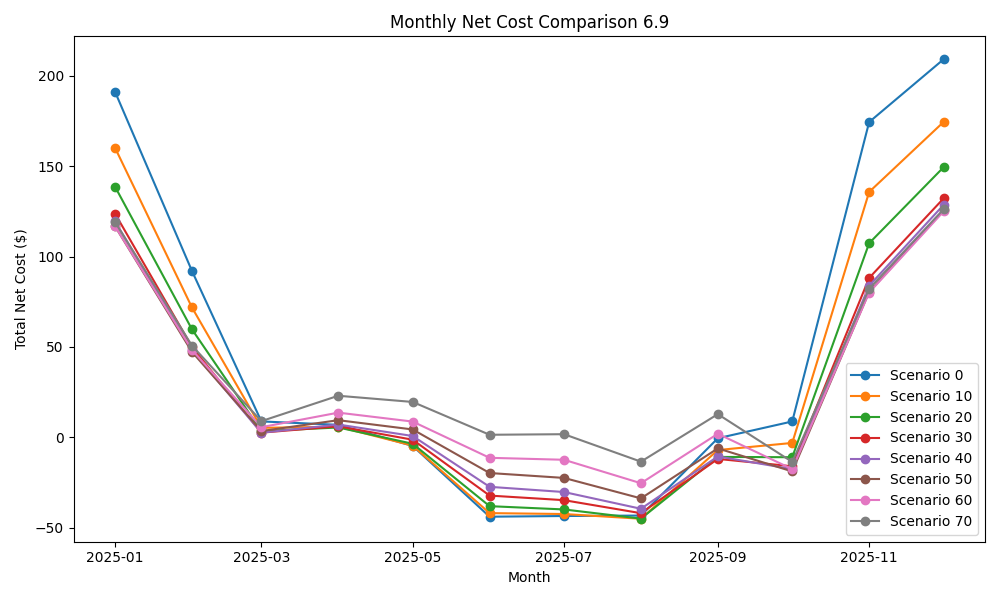 Monthly Net Cost Comparison 6.9
Total Net Cost ($)
200
150
100
50
0
−50
2025-01
2025-03
2025-05
2025-07
2025-09
2025-11
Month
Scenario 0
Scenario 10
Scenario 20
Scenario 30
Scenario 40
Scenario 50
Scenario 60
Scenario 70